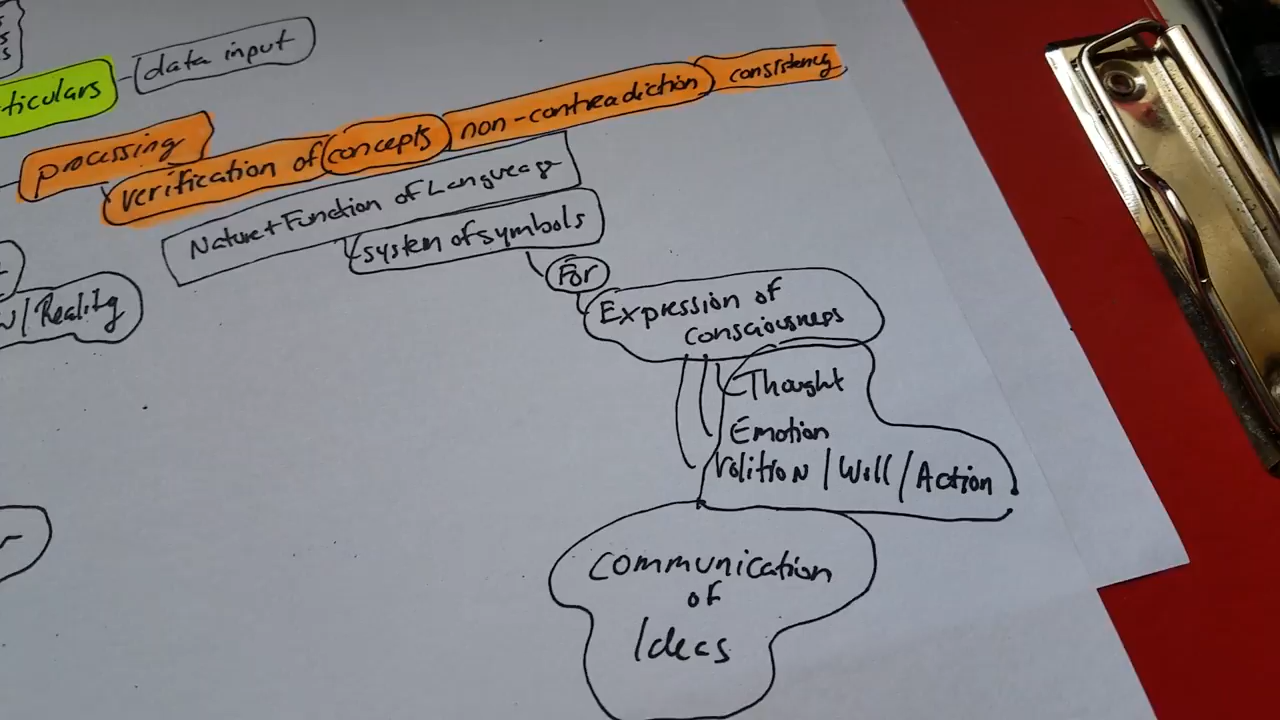 data input
ticulars
processing
verification of concepts non-contradiction consistency
Nature + Function of Language
system of symbols
For
/Reality
Expression of
consciousness
Thought
Emotion
Volition / Will / Action
Communication
of
Ideas